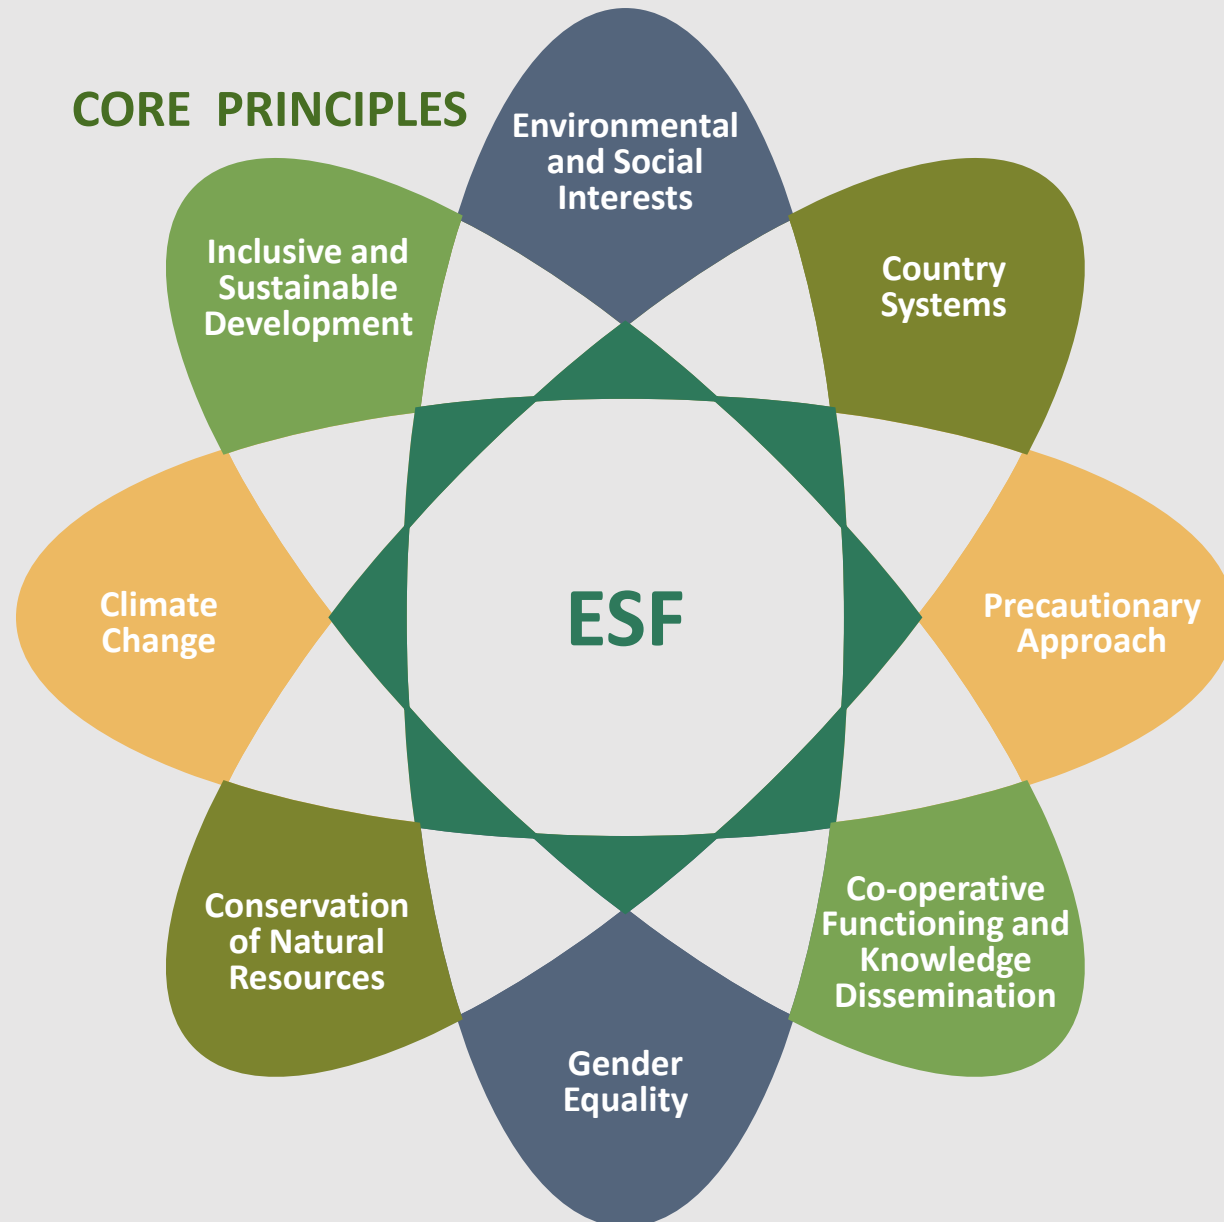 CORE PRINCIPLES
Environmental
and Social
Interests
Inclusive and
Sustainable
Development
Country
Systems
Climate
Change
ESF
Precautionary
Approach
Conservation
of Natural
Resources
Co-operative
Functioning and
Knowledge
Dissemination
Gender
Equality